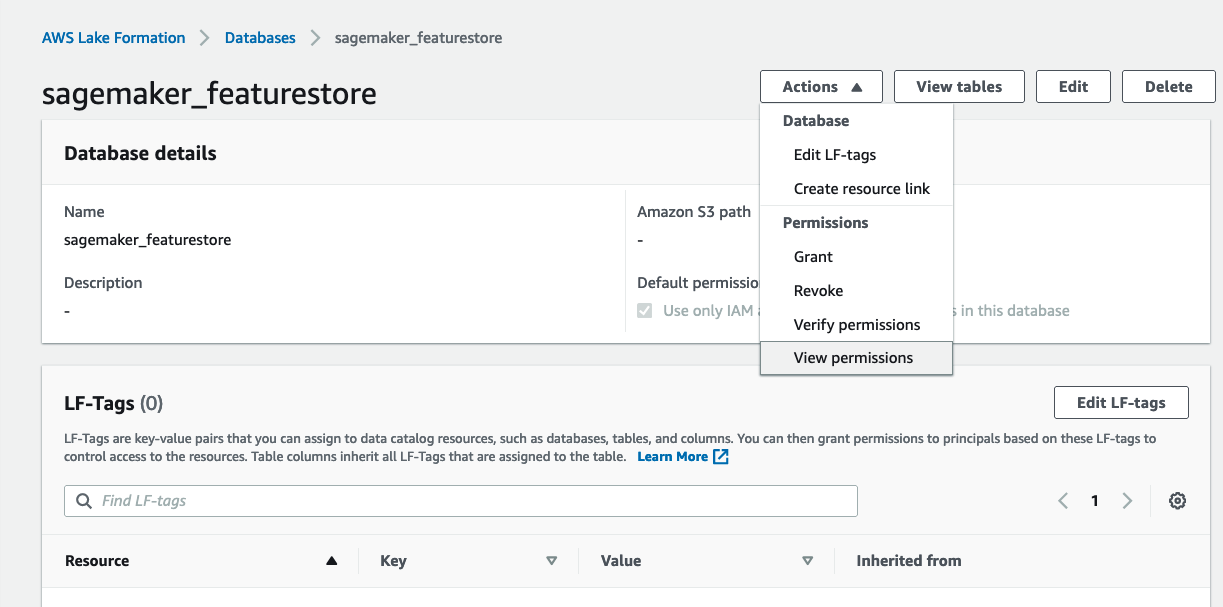 AWS Lake Formation > Databases > sagemaker_featurestore
sagemaker_featurestore
Actions View tables Edit Delete
Database
Edit LF-tags
Create resource link
Permissions
Grant
Revoke
Verify permissions
View permissions
Database details
Name
sagemaker_featurestore
Description
-
Amazon S3 path
-
Default permissio
Use only IAM in this database
LF-Tags (0)
Edit LF-tags
LF-Tags are key-value pairs that you can assign to data catalog resources, such as databases, tables, and columns. You can then grant permissions to principals based on these LF-tags to
control access to the resources. Table columns inherit all LF-Tags that are assigned to the table. Learn More
Find LF-tags
1
Resource Key Value Inherited from